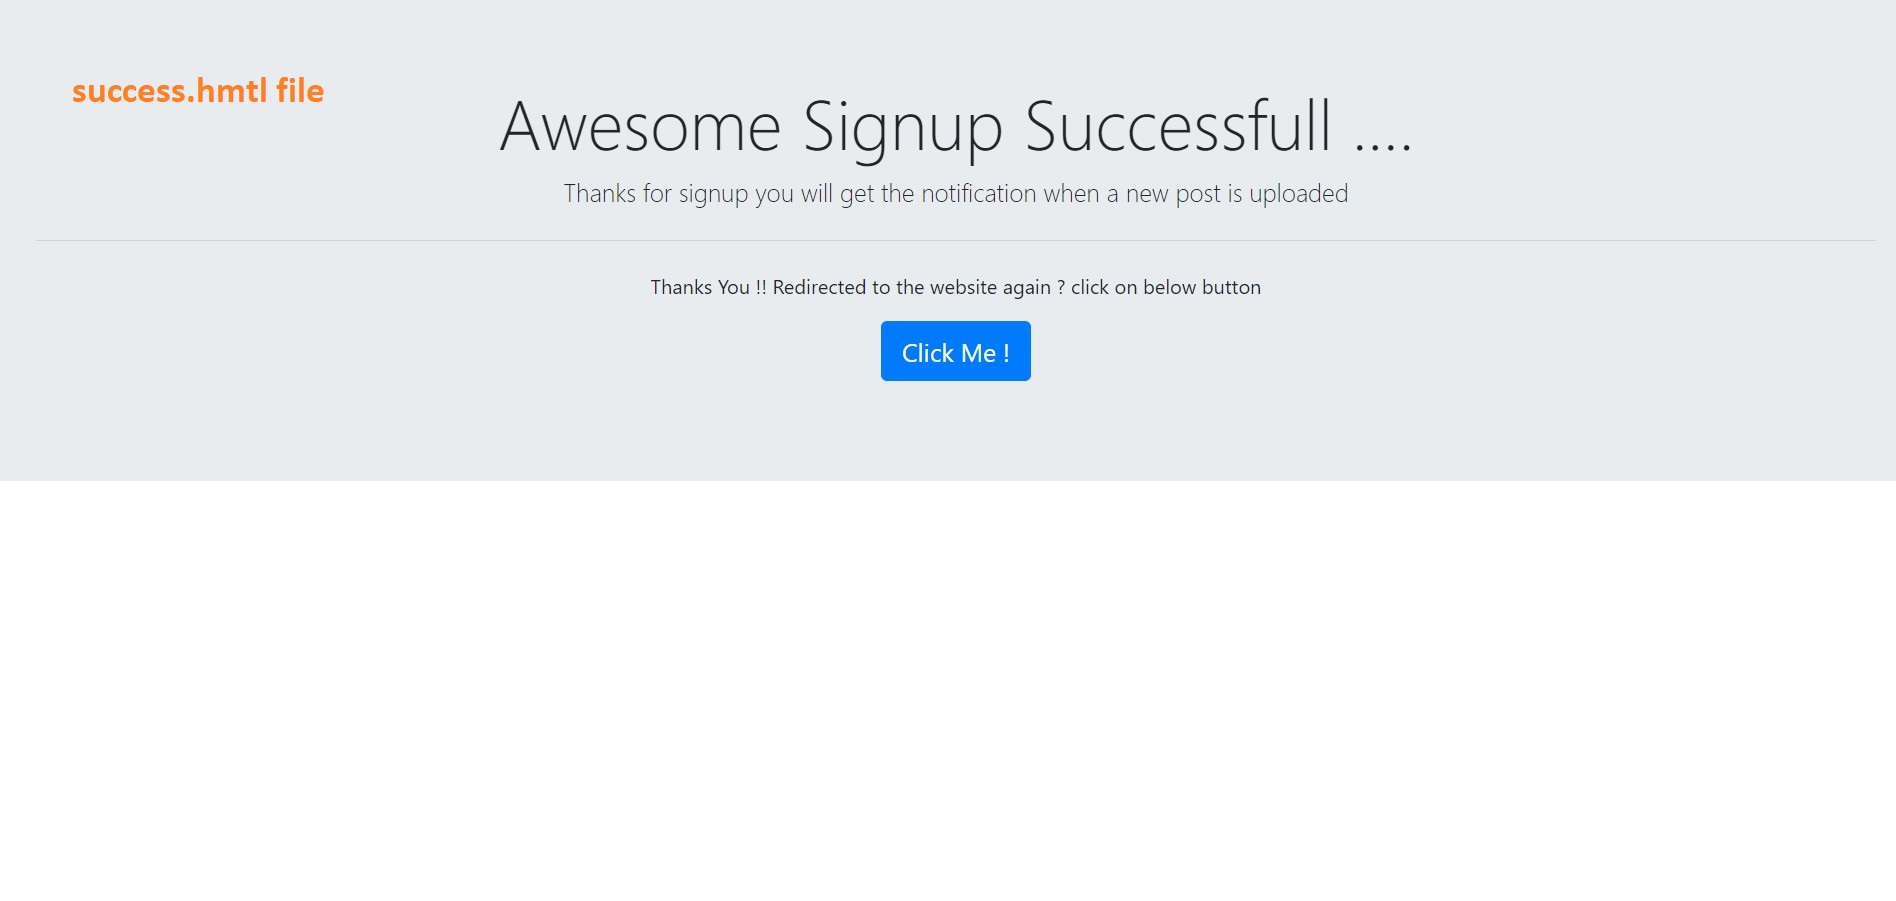 success.hmtl file
Awesome Signup Successfull ....
Thanks for signup you will get the notification when a new post is uploaded
Thanks You !! Redirected to the website again ? click on below button
Click Me !